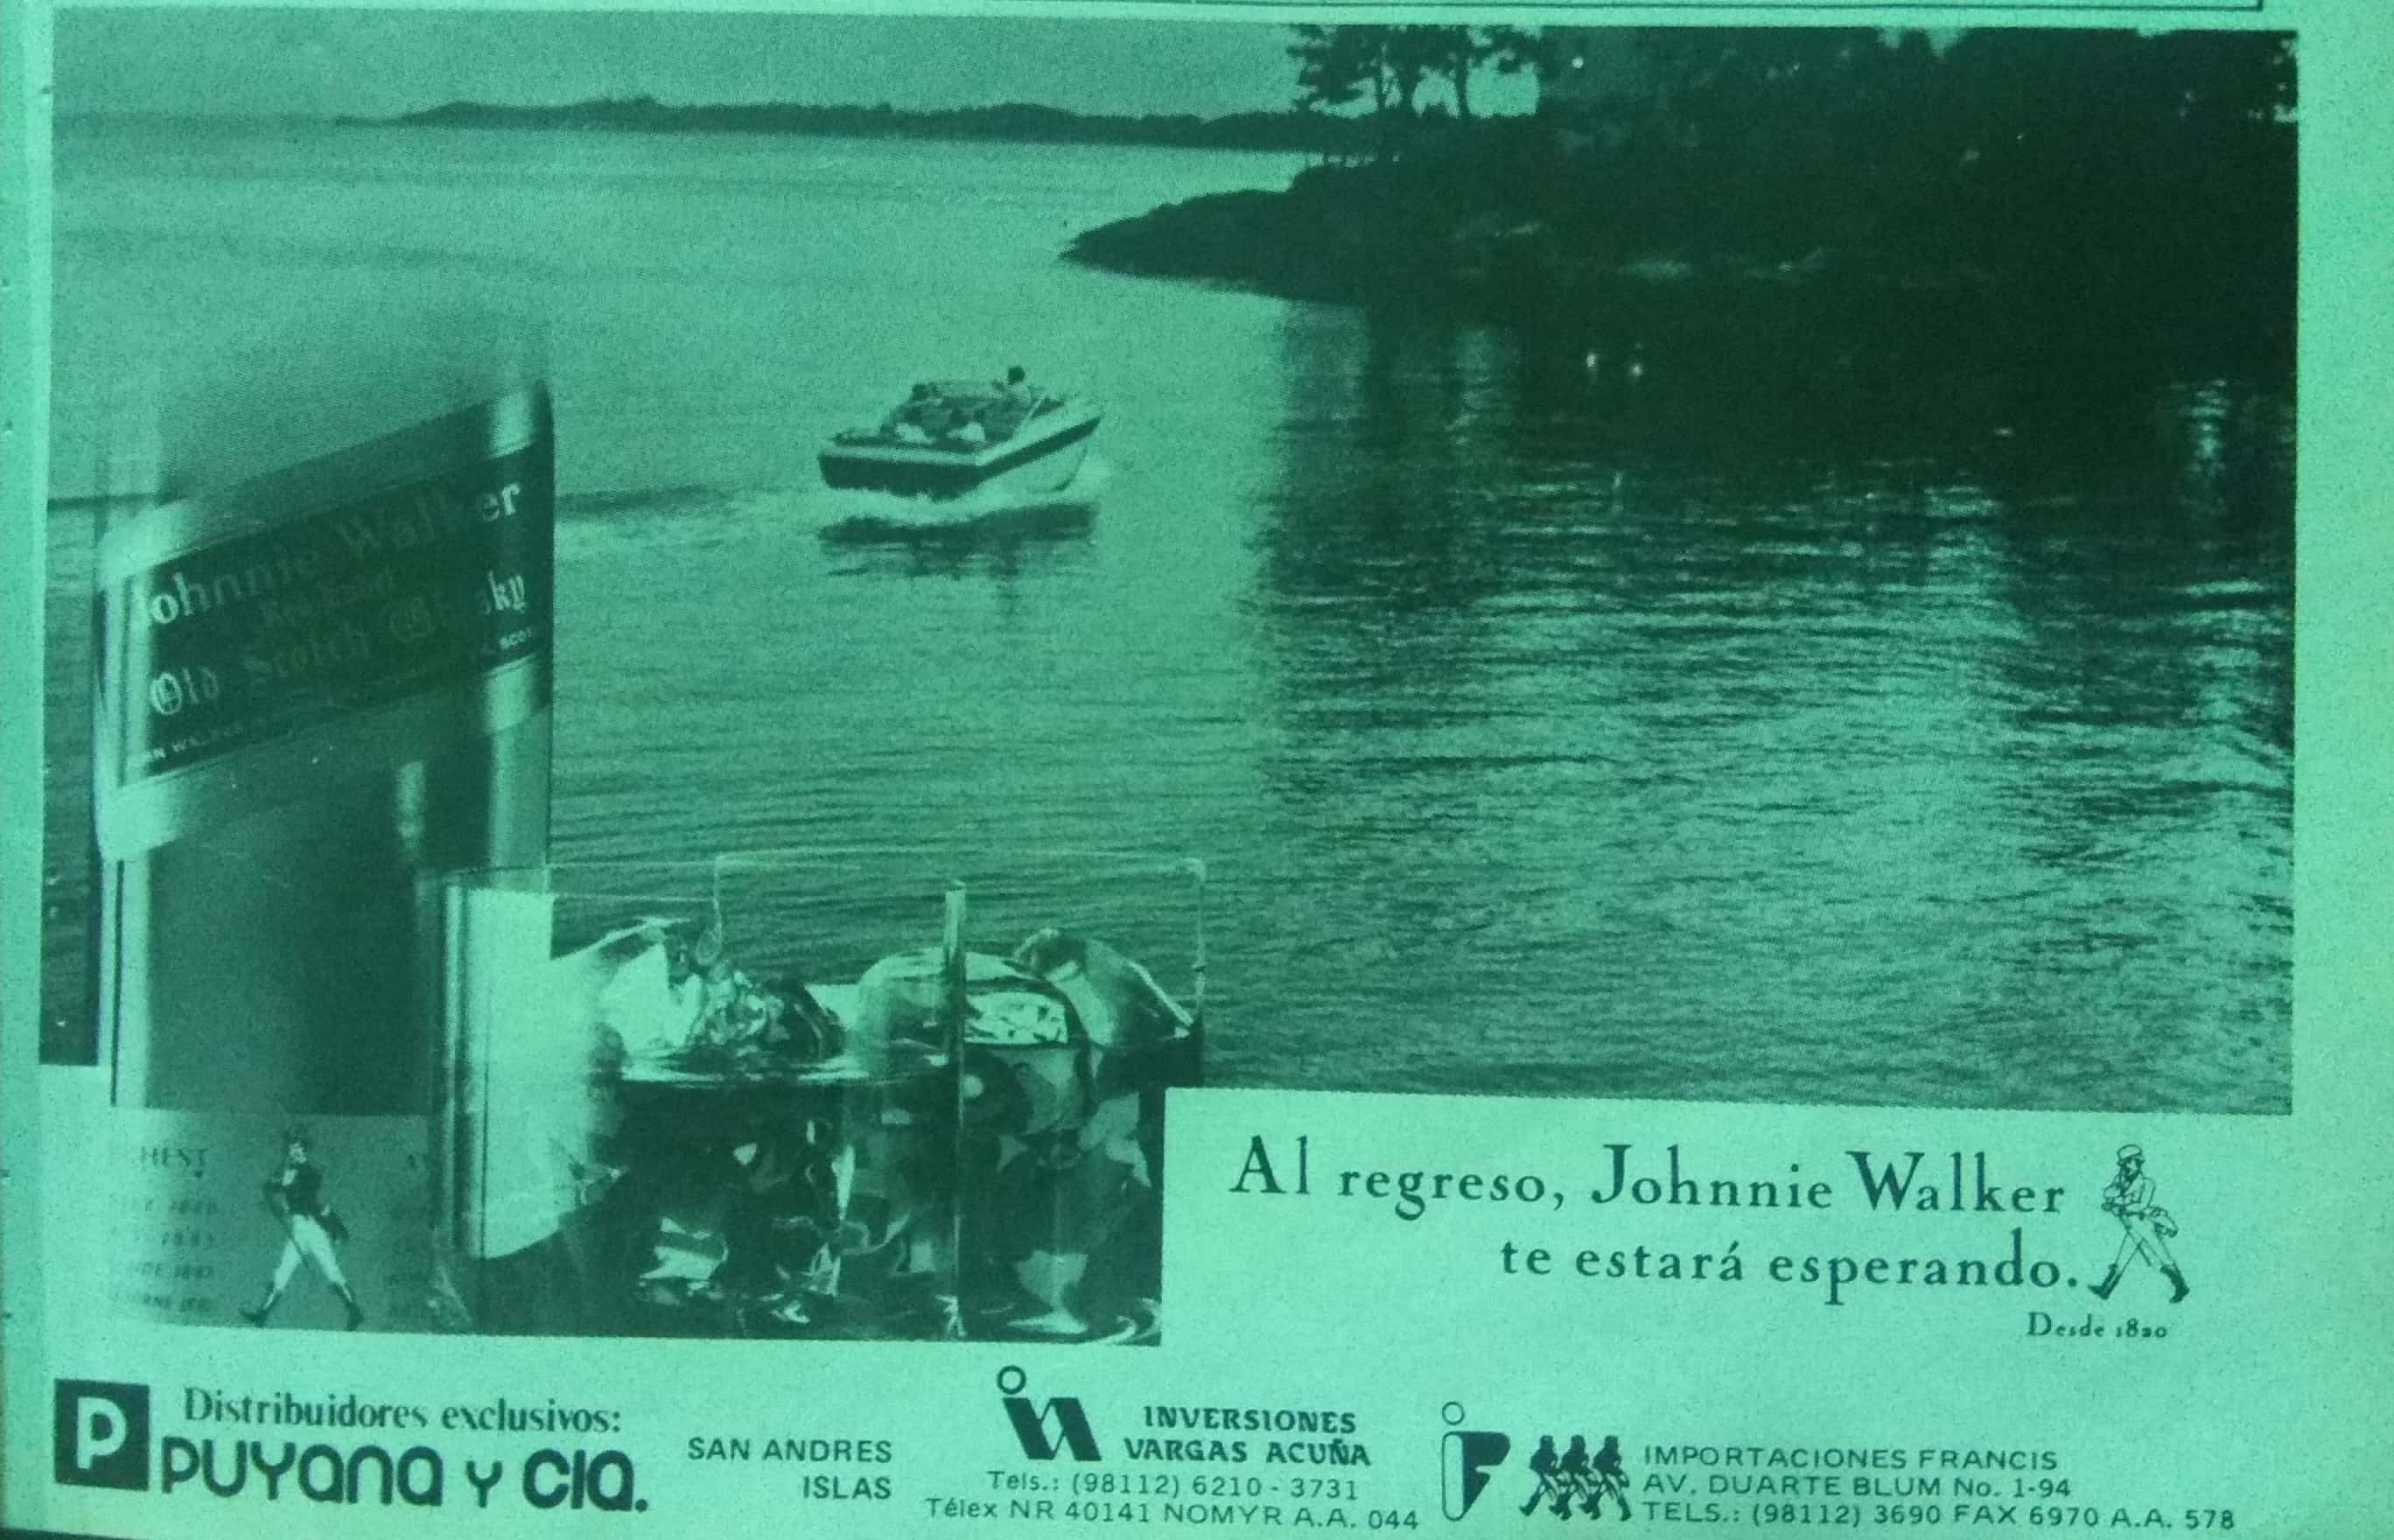 Johnnie Walker
Red Label
Old Scotch Whisky
Al regreso, Johnnie Walker
te estará esperando.
Desde 1820
P
Distribuidores exclusivos:
PUYANA Y CIA.
SAN ANDRES
ISLAS
INVERSIONES
VARGAS ACUÑA
Tels.: (98112) 6210 - 3731
Télex NR 40141 NOMYR A.A. 044
IMPORTACIONES FRANCIS
AV. DUARTE BLUM No. 1-94
TELS.: (98112) 3690 FAX 6970 A.A. 578